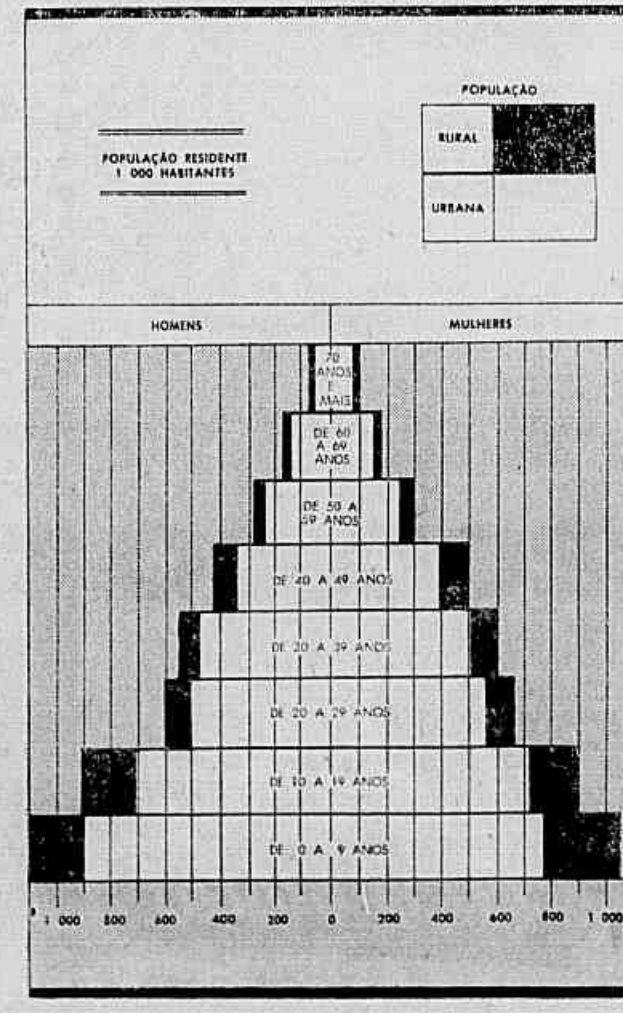 POPULAÇÃO
RURAL
URBANA
POPULAÇÃO RESIDENTE
1 000 HABITANTES
HOMENS
MULHERES
70
ANOS
E
MAIS
DE 60
A 69
ANOS
DE 50 A
59 ANOS
DE 40 A 49 ANOS
DE 20 A 39 ANOS
DE 20 A 29 ANOS
DE 10 A 19 ANOS
DE 0 A 9 ANOS
1 000 800 600 400 200 0 200 400 600 800 1 000